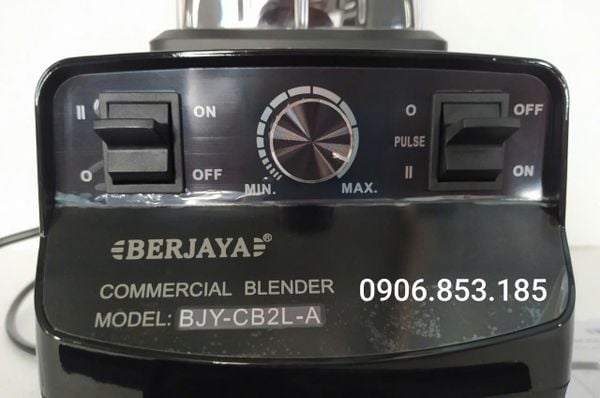 II ON
O OFF
MIN. MAX.
O OFF
PULSE
II ON
BERJAYA®
COMMERCIAL BLENDER
MODEL: BJY-CB2L-A
0906.853.185